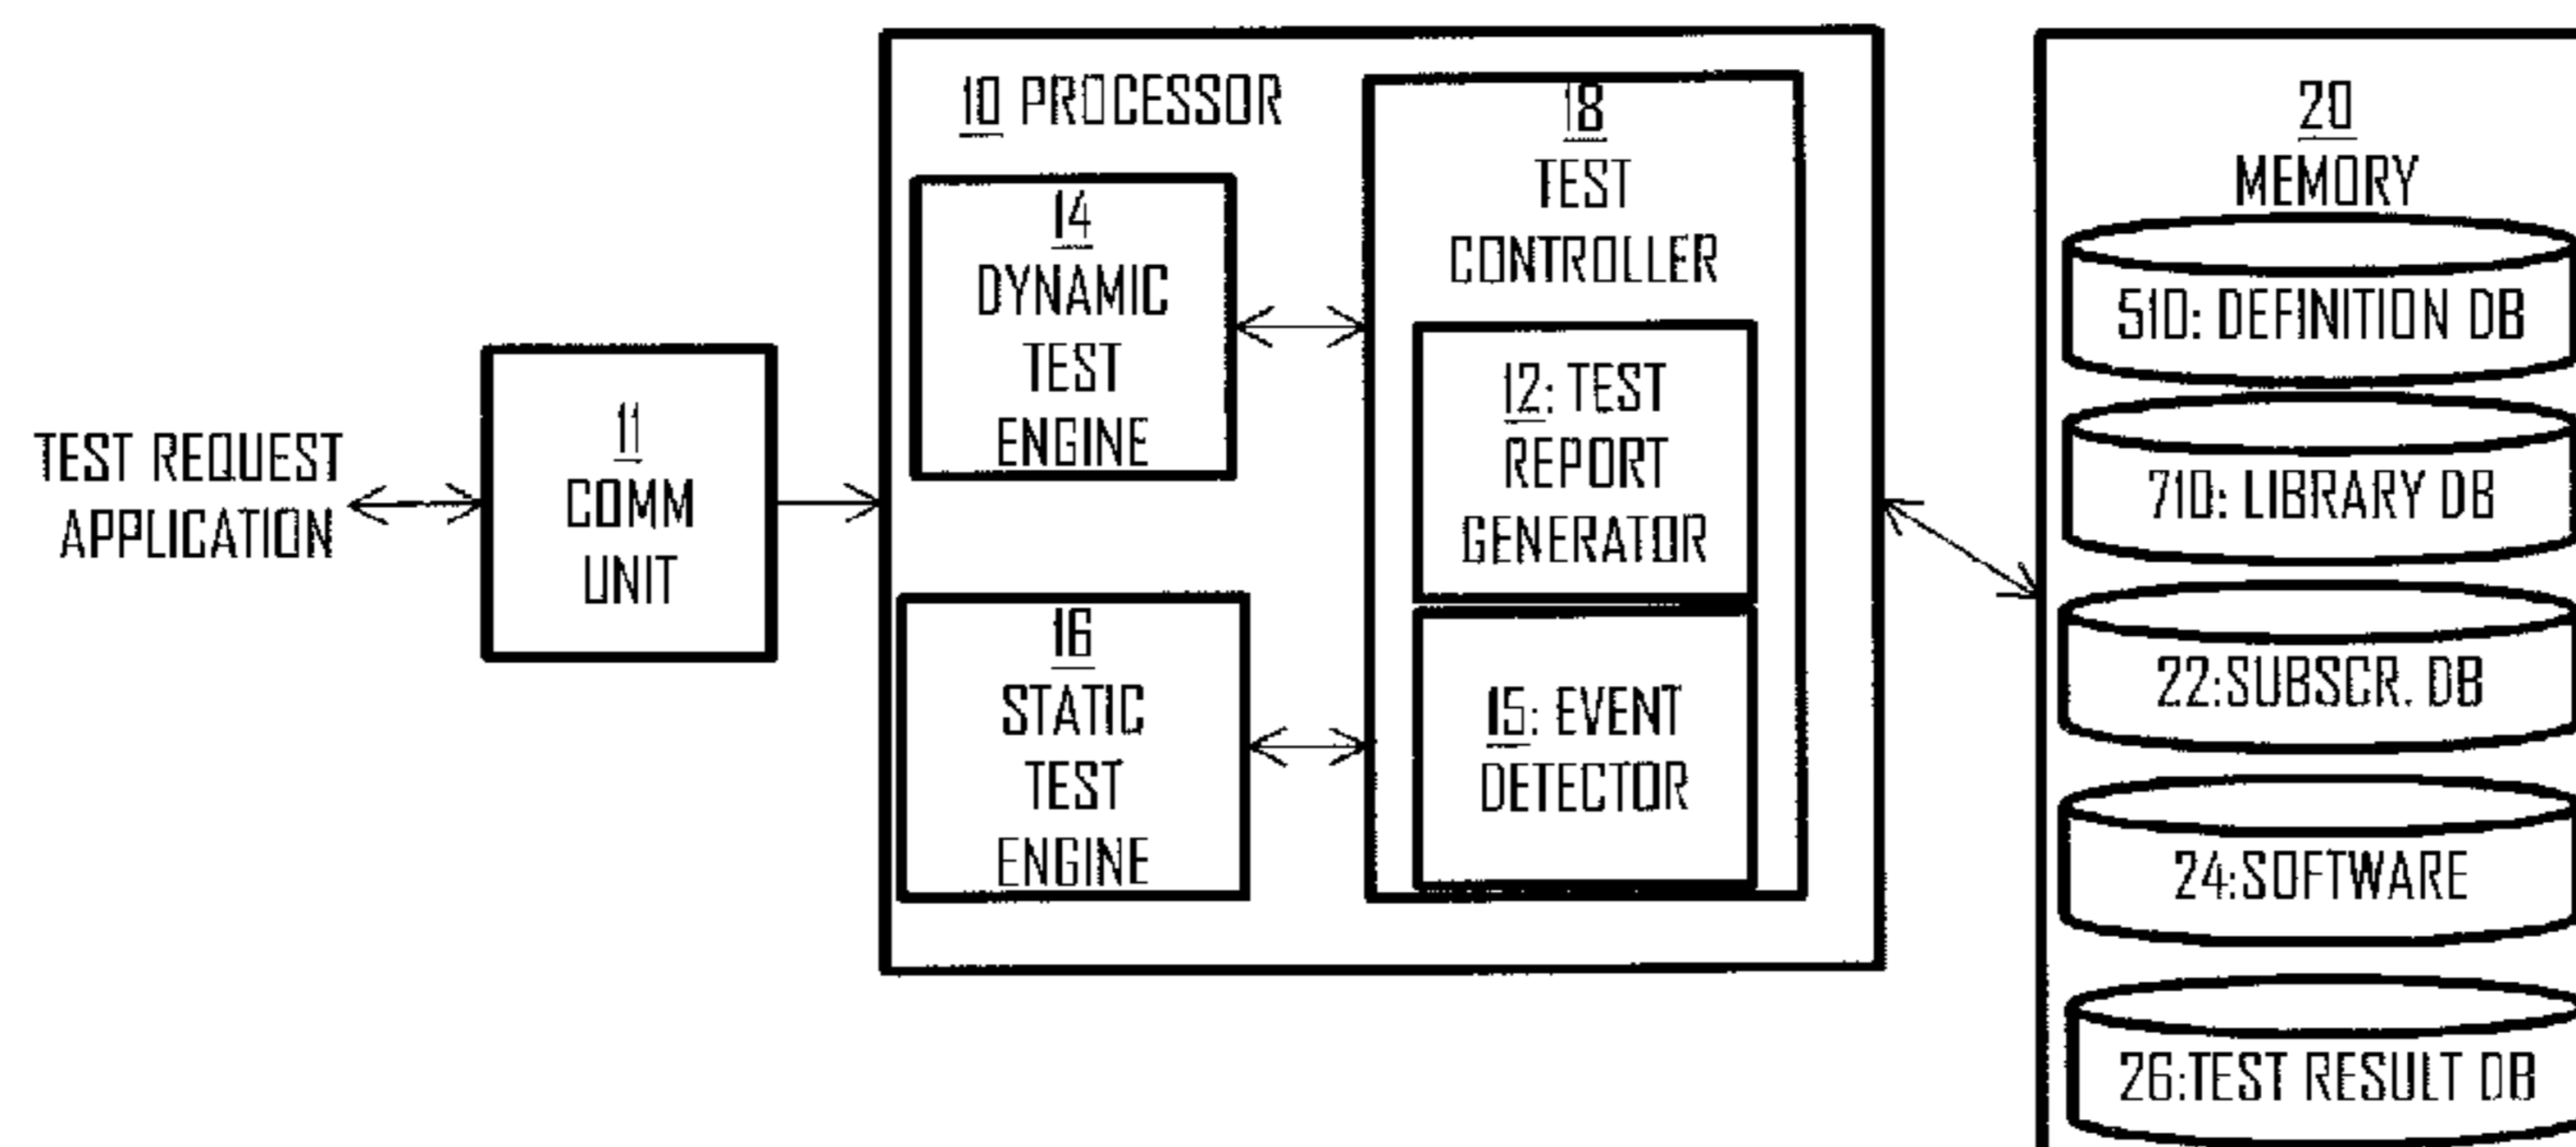 TEST REQUEST
APPLICATION
11
COMM
UNIT
10 PROCESSOR
14
DYNAMIC
TEST
ENGINE
16
STATIC
TEST
ENGINE
18
TEST
CONTROLLER
12: TEST
REPORT
GENERATOR
15: EVENT
DETECTOR
20
MEMORY
510: DEFINITION DB
710: LIBRARY DB
22:SUBSCR. DB
24:SOFTWARE
26:TEST RESULT DB